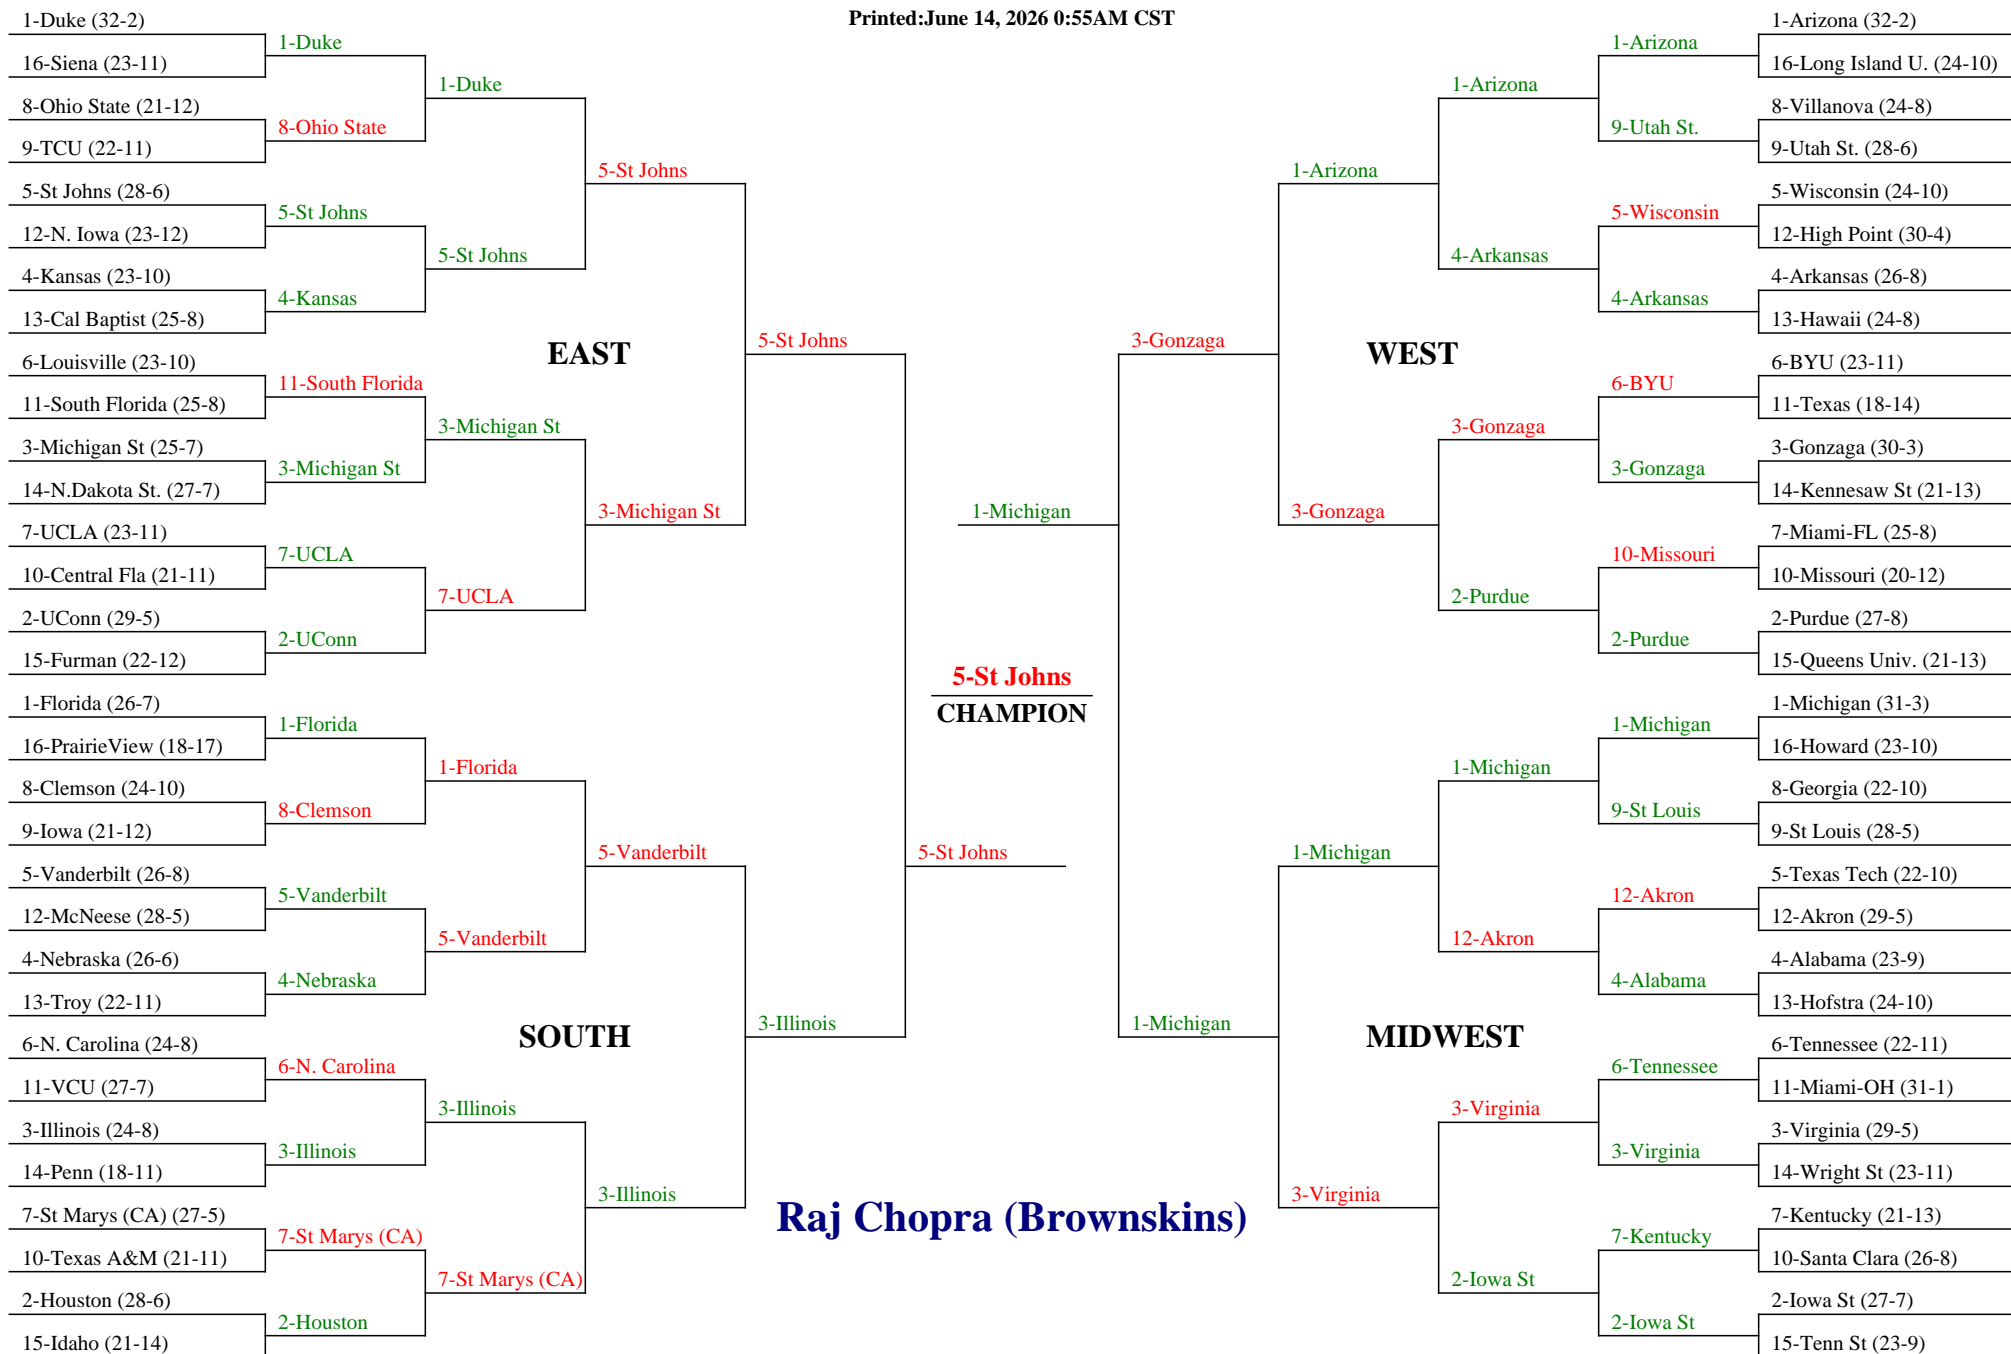 Printed:June 14, 2026 0:55AM CST
1-Duke (32-2)
16-Siena (23-11)
8-Ohio State (21-12)
9-TCU (22-11)
5-St Johns (28-6)
12-N. Iowa (23-12)
4-Kansas (23-10)
13-Cal Baptist (25-8)
6-Louisville (23-10)
11-South Florida (25-8)
3-Michigan St (25-7)
14-N.Dakota St. (27-7)
7-UCLA (23-11)
10-Central Fla (21-11)
2-UConn (29-5)
15-Furman (22-12)
1-Florida (26-7)
16-PrairieView (18-17)
8-Clemson (24-10)
9-Iowa (21-12)
5-Vanderbilt (26-8)
12-McNeese (28-5)
4-Nebraska (26-6)
13-Troy (22-11)
6-N. Carolina (24-8)
11-VCU (27-7)
3-Illinois (24-8)
14-Penn (18-11)
7-St Marys (CA) (27-5)
10-Texas A&M (21-11)
2-Houston (28-6)
15-Idaho (21-14)
1-Duke
8-Ohio State
5-St Johns
4-Kansas
11-South Florida
3-Michigan St
7-UCLA
2-UConn
1-Florida
8-Clemson
5-Vanderbilt
4-Nebraska
6-N. Carolina
3-Illinois
7-St Marys (CA)
2-Houston
1-Duke
5-St Johns
3-Michigan St
7-UCLA
1-Florida
5-Vanderbilt
3-Illinois
7-St Marys (CA)
5-St Johns
3-Michigan St
5-Vanderbilt
3-Illinois
EAST
SOUTH
5-St Johns
3-Illinois
5-St Johns
5-St Johns
CHAMPION
1-Michigan
3-Gonzaga
1-Michigan
WEST
MIDWEST
1-Arizona
3-Gonzaga
1-Michigan
3-Virginia
1-Arizona
4-Arkansas
3-Gonzaga
2-Purdue
1-Michigan
12-Akron
3-Virginia
2-Iowa St
1-Arizona
9-Utah St.
5-Wisconsin
4-Arkansas
6-BYU
3-Gonzaga
10-Missouri
2-Purdue
1-Michigan
9-St Louis
12-Akron
4-Alabama
6-Tennessee
3-Virginia
7-Kentucky
2-Iowa St
1-Arizona (32-2)
16-Long Island U. (24-10)
8-Villanova (24-8)
9-Utah St. (28-6)
5-Wisconsin (24-10)
12-High Point (30-4)
4-Arkansas (26-8)
13-Hawaii (24-8)
6-BYU (23-11)
11-Texas (18-14)
3-Gonzaga (30-3)
14-Kennesaw St (21-13)
7-Miami-FL (25-8)
10-Missouri (20-12)
2-Purdue (27-8)
15-Queens Univ. (21-13)
1-Michigan (31-3)
16-Howard (23-10)
8-Georgia (22-10)
9-St Louis (28-5)
5-Texas Tech (22-10)
12-Akron (29-5)
4-Alabama (23-9)
13-Hofstra (24-10)
6-Tennessee (22-11)
11-Miami-OH (31-1)
3-Virginia (29-5)
14-Wright St (23-11)
7-Kentucky (21-13)
10-Santa Clara (26-8)
2-Iowa St (27-7)
15-Tenn St (23-9)
Raj Chopra (Brownskins)